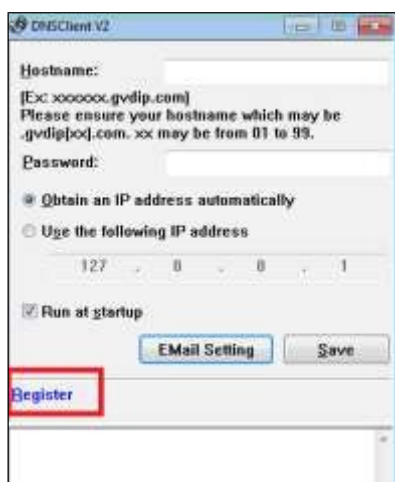 DNSClient V2
Hostname:
[Ex: xxxxxx.gvdip.com]
Please ensure your hostname which may be
.gvdip[xx].com. xx may be from 01 to 99.
Password:
Obtain an IP address automatically
Use the following IP address
127 . 0 . 0 . 1
Run at startup
EMail Setting Save
Register